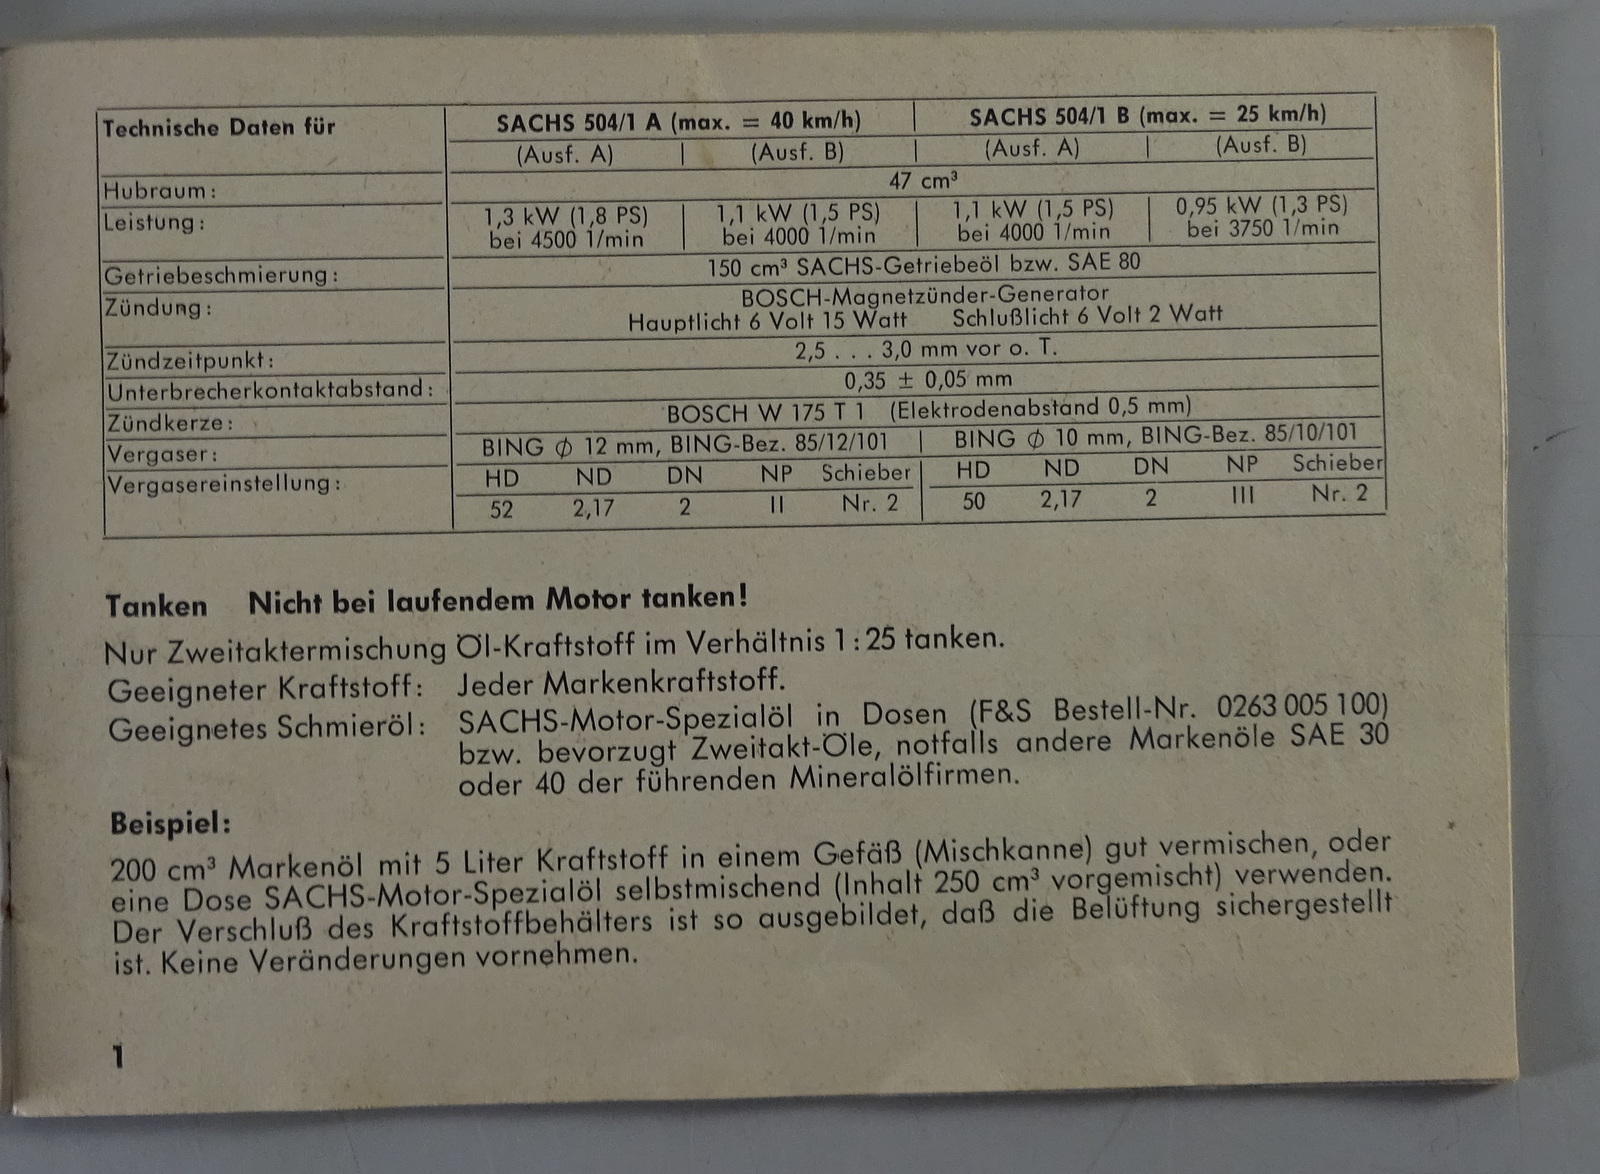 Technische Daten für SACHS 504/1 A (max. = 40 km/h) SACHS 504/1 B (max. = 25 km/h)
(Ausf. A) (Ausf. B) (Ausf. A) (Ausf. B)
Hubraum: 47 cm³
Leistung: 1,3 kW (1,8 PS) 1,1 kW (1,5 PS) 1,1 kW (1,5 PS) 0,95 kW (1,3 PS)
bei 4500 1/min bei 4000 1/min bei 4000 1/min bei 3750 1/min
Getriebeschmierung: 150 cm³ SACHS-Getriebeöl bzw. SAE 80
Zündung: BOSCH-Magnetzünder-Generator
Hauptlicht 6 Volt 15 Watt Schlußlicht 6 Volt 2 Watt
Zündzeitpunkt: 2,5 . . . 3,0 mm vor o. T.
Unterbrecherkontaktabstand: 0,35 ± 0,05 mm
Zündkerze: BOSCH W 175 T 1 (Elektrodenabstand 0,5 mm)
Vergaser: BING ϕ 12 mm, BING-Bez. 85/12/101 BING ϕ 10 mm, BING-Bez. 85/10/101
Vergasereinstellung: HD ND DN NP Schieber HD ND DN NP Schieber
52 2,17 2 II Nr. 2 50 2,17 2 III Nr. 2
Tanken Nicht bei laufendem Motor tanken!
Nur Zweitaktermischung Öl-Kraftstoff im Verhältnis 1:25 tanken.
Geeigneter Kraftstoff: Jeder Markenkraftstoff.
Geeignetes Schmieröl: SACHS-Motor-Spezialöl in Dosen (F&S Bestell-Nr. 0263 005 100)
bzw. bevorzugt Zweitakt-Öle, notfalls andere Markenöle SAE 30
oder 40 der führenden Mineralölfirmen.
Beispiel:
200 cm³ Markenöl mit 5 Liter Kraftstoff in einem Gefäß (Mischkanne) gut vermischen, oder
eine Dose SACHS-Motor-Spezialöl selbstmischend (Inhalt 250 cm³ vorgemischt) verwenden.
Der Verschluß des Kraftstoffbehälters ist so ausgebildet, daß die Belüftung sichergestellt
ist. Keine Veränderungen vornehmen.
1